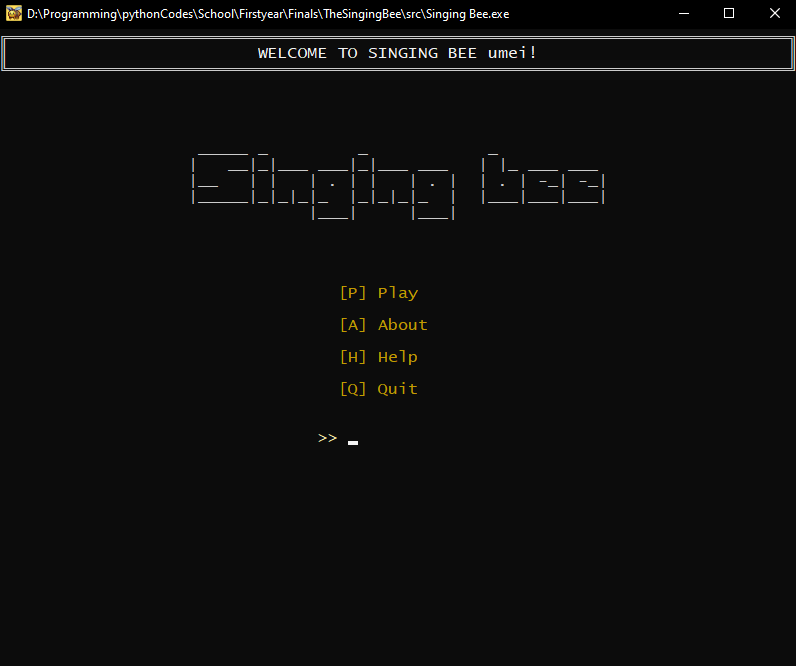 D:\Programming\pythonCodes\School\Firstyear\Finals\TheSingingBee\src\Singing Bee.exe
WELCOME TO SINGING BEE umei!
Singing bee
[P] Play
[A] About
[H] Help
[Q] Quit
>>